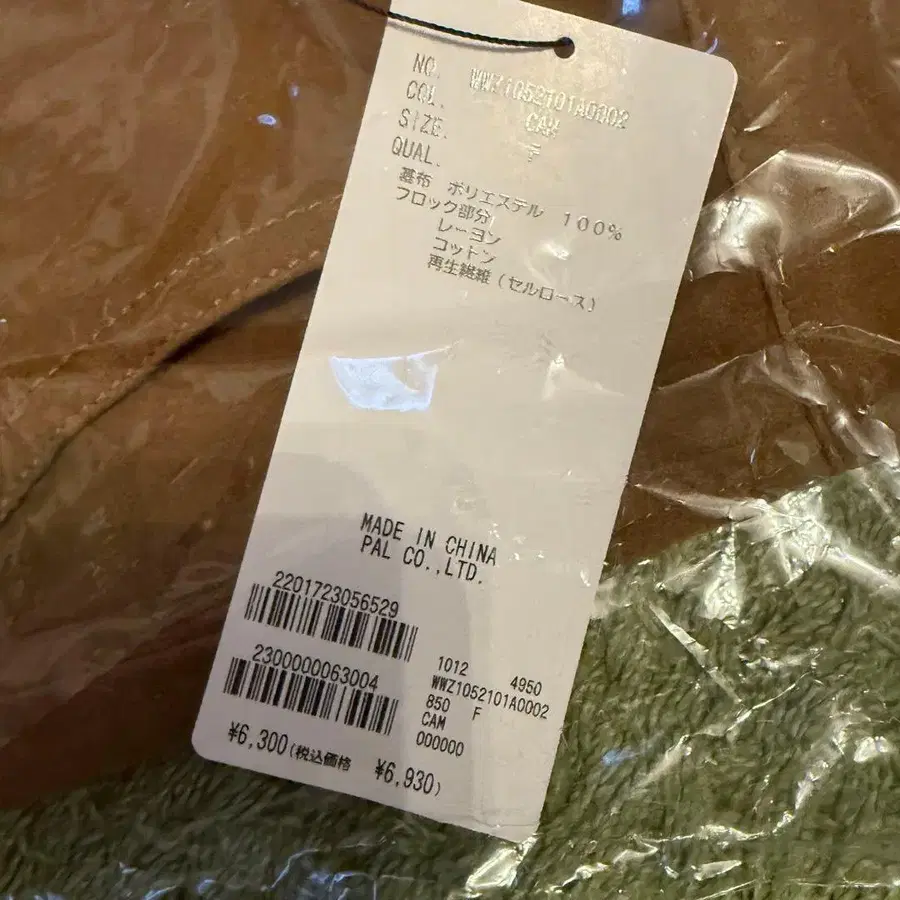 NO. WWZ1052101A0002
COL. CAM
SIZE. F
QUAL.
基布 ポリエステル 100%
フロック部分
レーヨン
コットン
再生繊維(セルロース)
MADE IN CHINA
PAL CO.,LTD.
2201723056529
2300000063004
1012 4950
WWZ1052101A0002
850 F
CAM
000000
¥6,300(税込価格 ¥6,930)